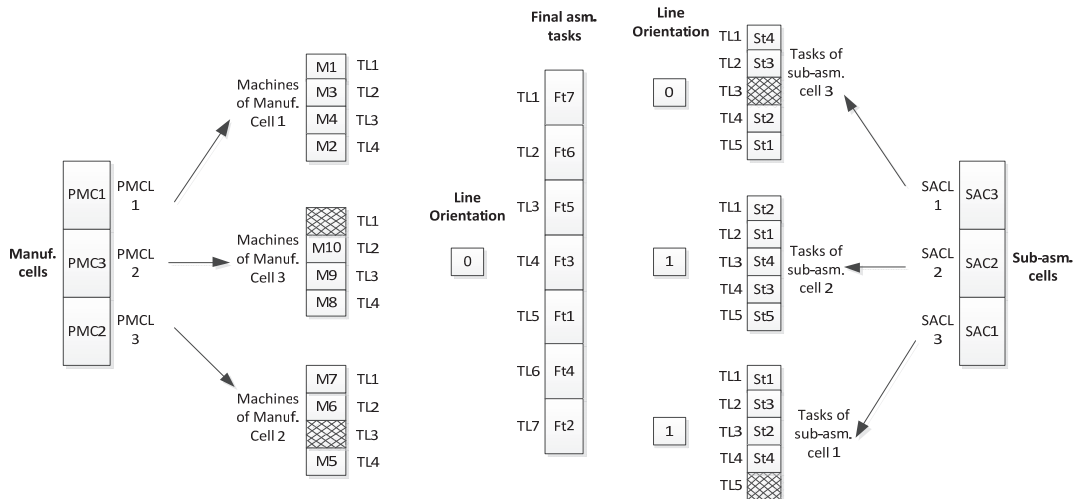 Manuf.
cells
PMC1
PMC3
PMC2
PMCL
1
PMCL
2
PMCL
3
Machines
of Manuf.
Cell 1
M1 TL1
M3 TL2
M4 TL3
M2 TL4
Machines
of Manuf.
Cell 3
TL1
M10 TL2
M9 TL3
M8 TL4
Machines
of Manuf.
Cell 2
M7 TL1
M6 TL2
TL3
M5 TL4
Line
Orientation
0
Final asm.
tasks
TL1 Ft7
TL2 Ft6
TL3 Ft5
TL4 Ft3
TL5 Ft1
TL6 Ft4
TL7 Ft2
Line
Orientation
0
1
1
TL1 St4
TL2 St3
TL3
TL4 St2
TL5 St1
Tasks of
sub-asm.
cell 3
TL1 St2
TL2 St1
TL3 St4
TL4 St3
TL5 St5
Tasks of
sub-asm.
cell 2
TL1 St1
TL2 St3
TL3 St2
TL4 St4
TL5
Tasks of
sub-asm.
cell 1
SACL
1
SACL
2
SACL
3
SAC3
SAC2
SAC1
Sub-asm.
cells